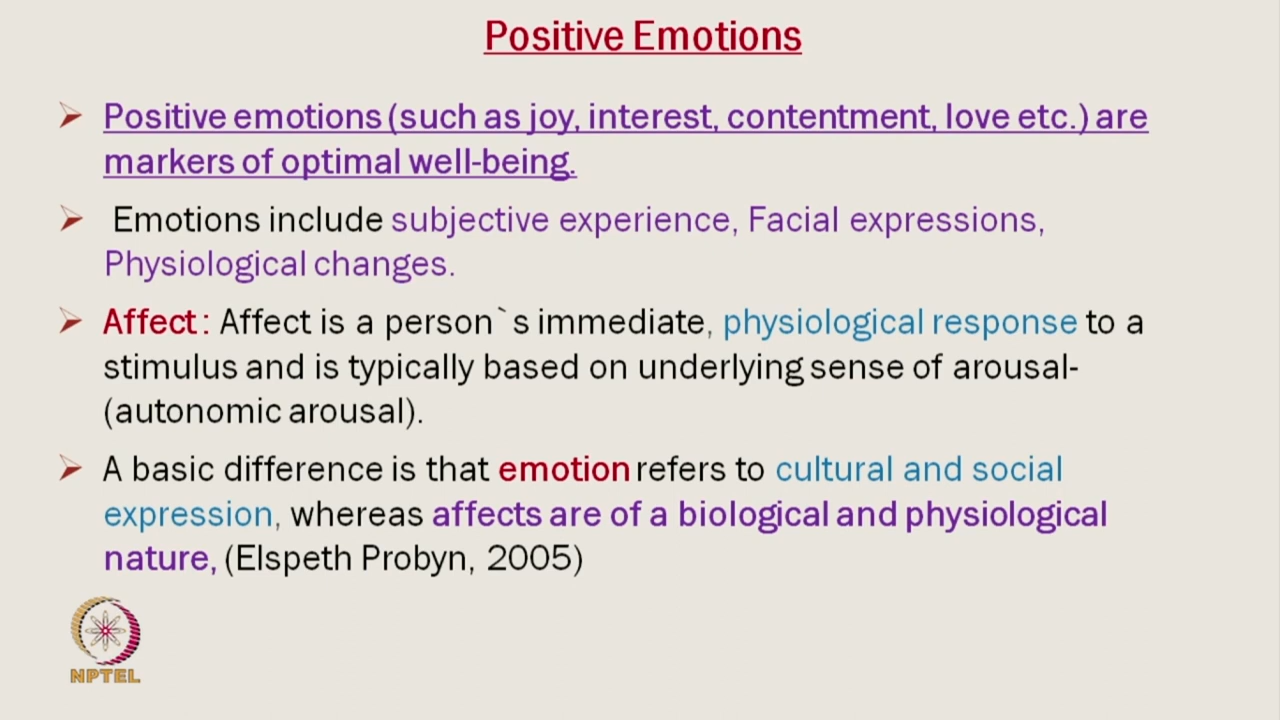 Positive Emotions
Positive emotions (such as joy, interest, contentment, love etc.) are
markers of optimal well-being.
Emotions include subjective experience, Facial expressions,
Physiological changes.
Affect: Affect is a person`s immediate, physiological response to a
stimulus and is typically based on underlying sense of arousal-
(autonomic arousal).
A basic difference is that emotion refers to cultural and social
expression, whereas affects are of a biological and physiological
nature, (Elspeth Probyn, 2005)
NPTEL